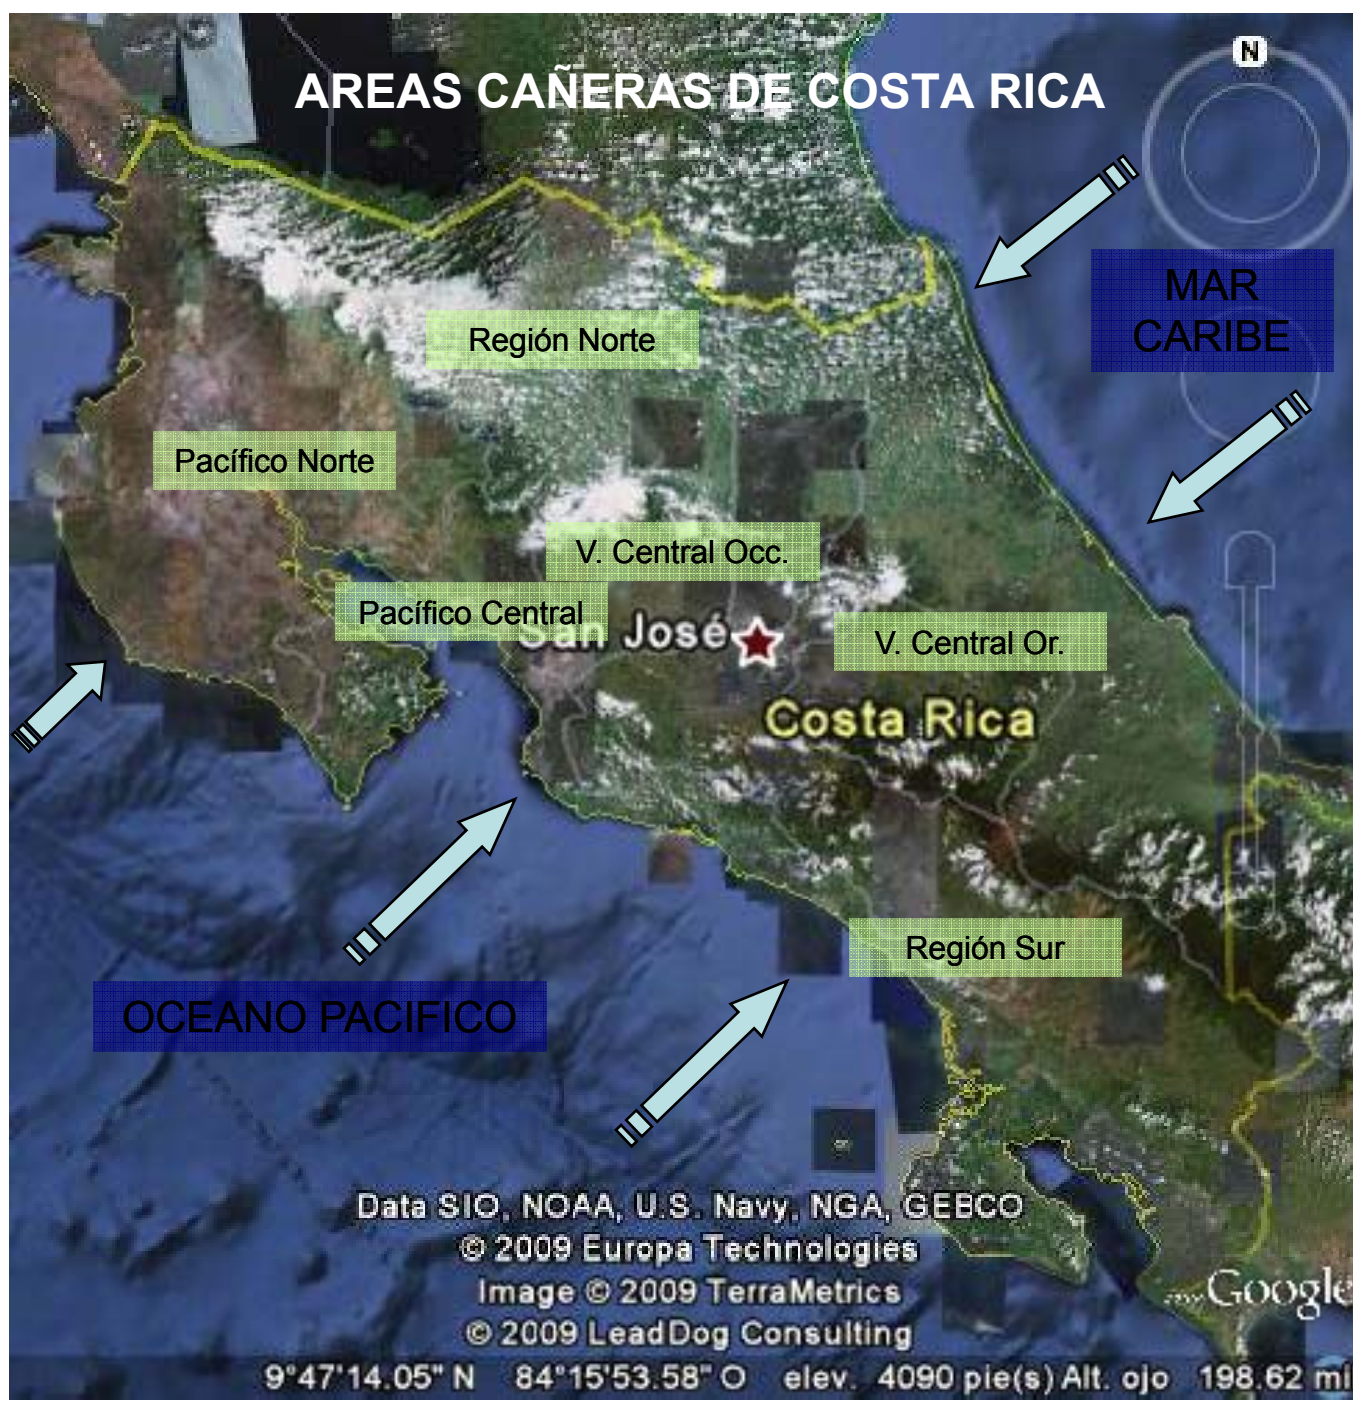 N
AREAS CAÑERAS DE COSTA RICA
MAR
CARIBE
Región Norte
Pacífico Norte
V. Central Occ.
Pacífico Central
San José
V. Central Or.
Costa Rica
Región Sur
OCEANO PACIFICO
Data SIO, NOAA, U.S. Navy, NGA, GEBCO
© 2009 Europa Technologies
Image © 2009 TerraMetrics
© 2009 LeadDog Consulting
Google
9°47'14.05" N 84°15'53.58" O elev. 4090 pie(s) Alt. ojo 198.62 mi